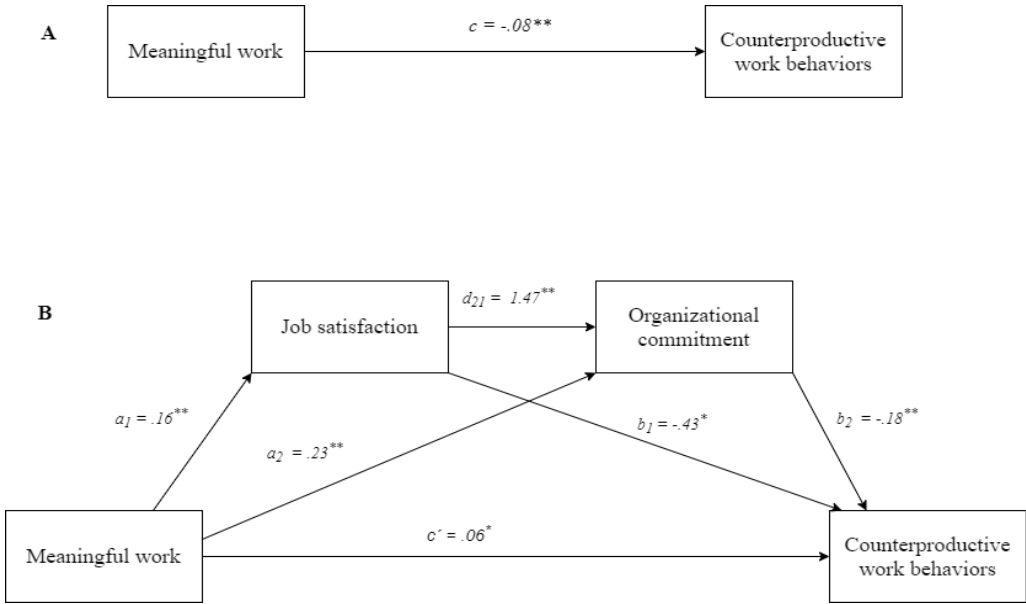 A
Meaningful work
c = -.08**
Counterproductive
work behaviors
B
Job satisfaction
d21 = 1.47**
Organizational
commitment
a1 = .16**
a2 = .23**
b1 = -.43*
b2 = -.18**
Meaningful work
c´ = .06*
Counterproductive
work behaviors